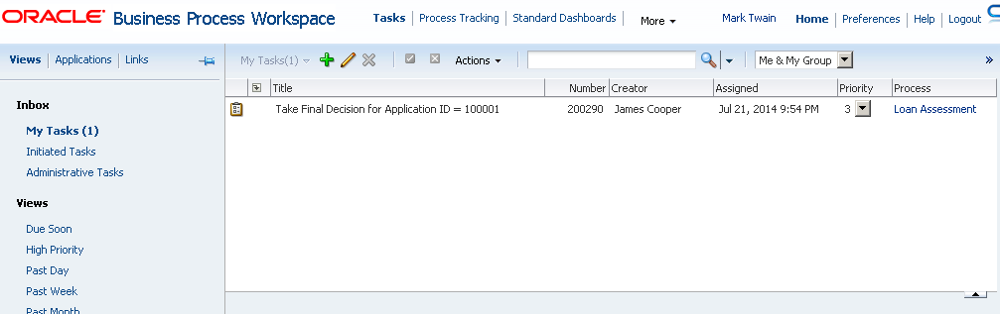 ORACLE® Business Process Workspace Tasks Process Tracking Standard Dashboards More Mark Twain Home Preferences Help Logout
Views Applications Links My Tasks(1) Actions Me & My Group »
Title Number Creator Assigned Priority Process
Take Final Decision for Application ID = 100001 200290 James Cooper Jul 21, 2014 9:54 PM 3 Loan Assessment
Inbox
My Tasks (1)
Initiated Tasks
Administrative Tasks
Views
Due Soon
High Priority
Past Day
Past Week
Past Month